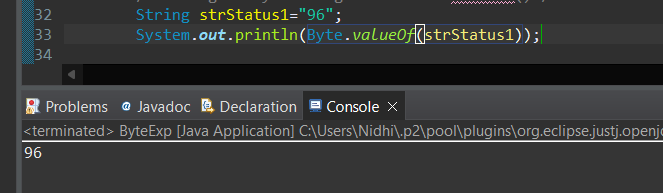 32 String strStatus1="96";
33 System.out.println(Byte.valueOf(strStatus1));
34
Problems @ Javadoc Declaration Console ×
<terminated> ByteExp [Java Application] C:\Users\Nidhi\.p2\pool\plugins\org.eclipse.justj.openj
96